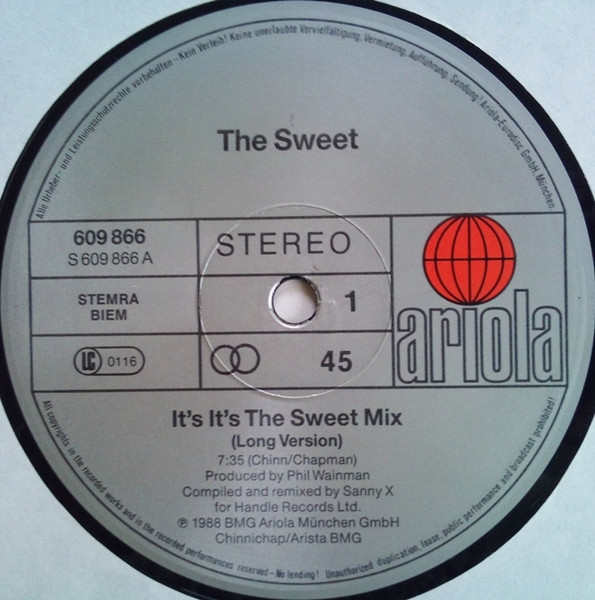 Alle Urheber- und Leistungsschutzrechte vorbehalten – Kein Verleih! Keine unerlaubte Vervielfältigung, Vermietung, Aufführung, Sendung! Ariola-Eurodisc GmbH, München.
The Sweet
609 866
S 609 866 A
STEREO
STEMRA
BIEM
1
LC 0116
45
ariola
It's It's The Sweet Mix
(Long Version)
7:35 (Chinn/Chapman)
Produced by Phil Wainman
Compiled and remixed by Sanny X
for Handle Records Ltd.
℗ 1988 BMG Ariola München GmbH
Chinnichap/Arista BMG
All copyrights in the recorded works and in the recorded performances reserved – No lending! Unauthorized duplication, lease, public performance and broadcast prohibited!